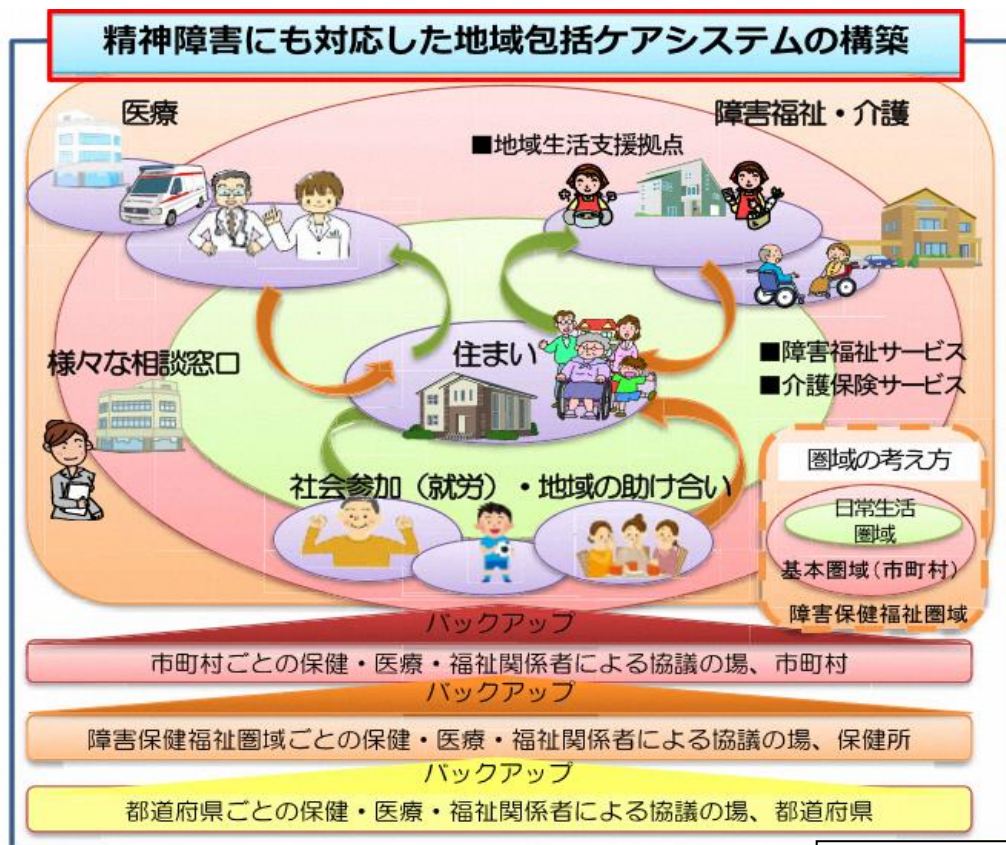 精神障害にも対応した地域包括ケアシステムの構築
医療
障害福祉・介護
■地域生活支援拠点
住まい
様々な相談窓口
■障害福祉サービス
■介護保険サービス
社会参加（就労）・地域の助け合い
圏域の考え方
日常生活
圏域
基本圏域（市町村）
障害保健福祉圏域
バックアップ
市町村ごとの保健・医療・福祉関係者による協議の場、市町村
バックアップ
障害保健福祉圏域ごとの保健・医療・福祉関係者による協議の場、保健所
バックアップ
都道府県ごとの保健・医療・福祉関係者による協議の場、都道府県